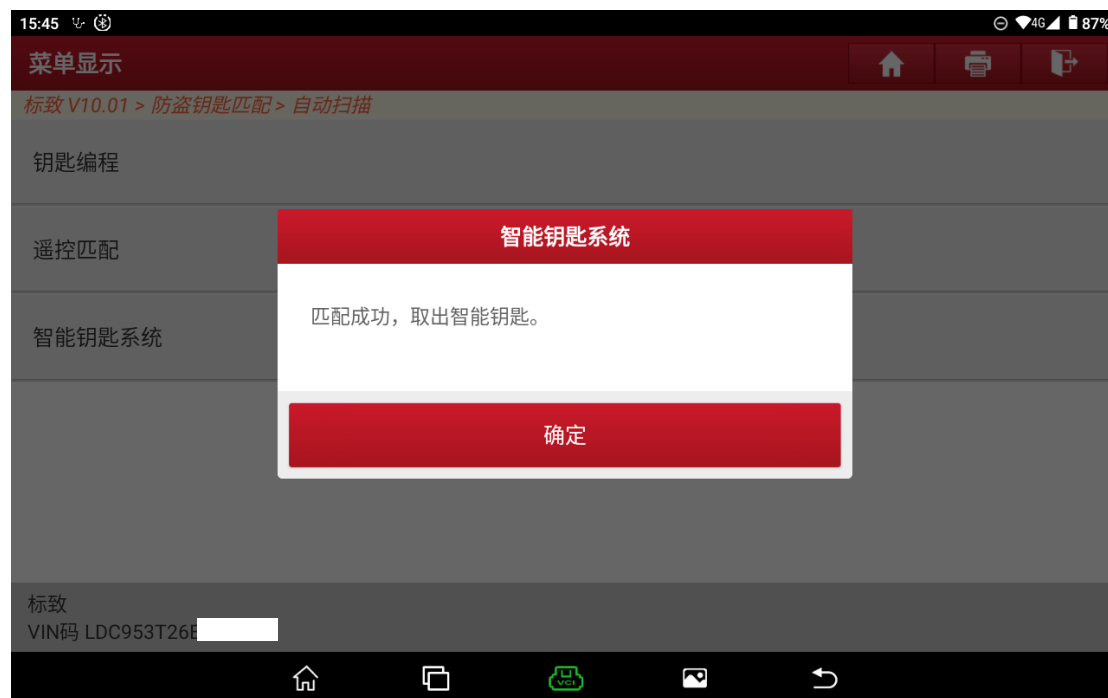 15:45
4G 87%
菜单显示
标致 V10.01 > 防盗钥匙匹配 > 自动扫描
钥匙编程
遥控匹配
智能钥匙系统
智能钥匙系统
匹配成功，取出智能钥匙。
确定
标致
VIN码 LDC953T26E
VCI